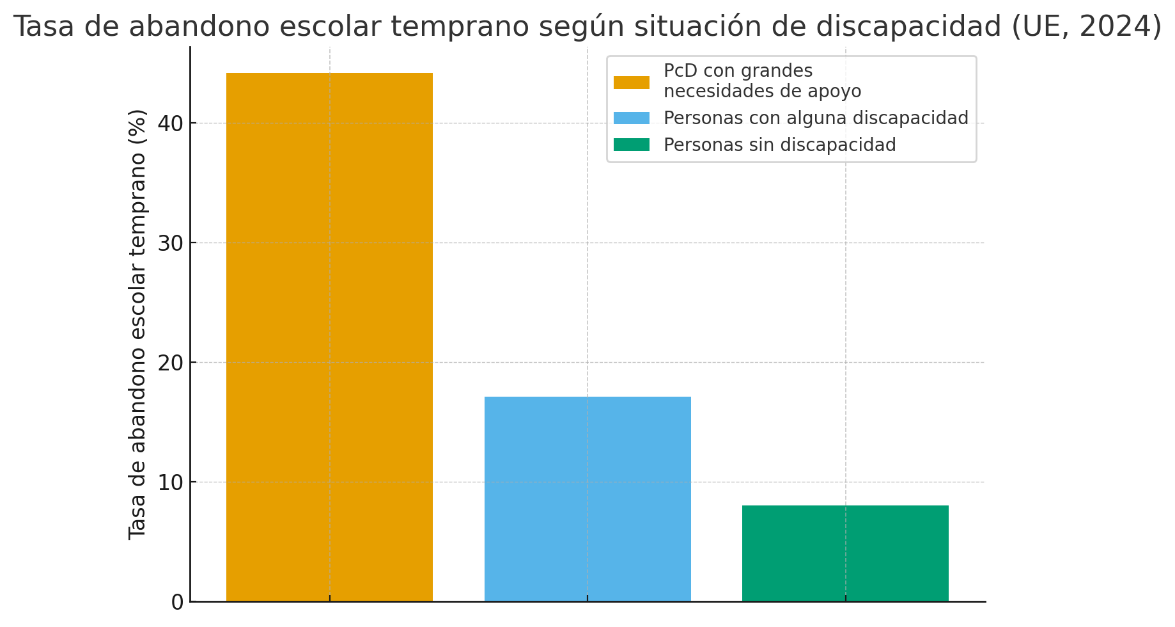 Tasa de abandono escolar temprano según situación de discapacidad (UE, 2024)
Tasa de abandono escolar temprano (%)
40
30
20
10
0
PcD con grandes
necesidades de apoyo
Personas con alguna discapacidad
Personas sin discapacidad